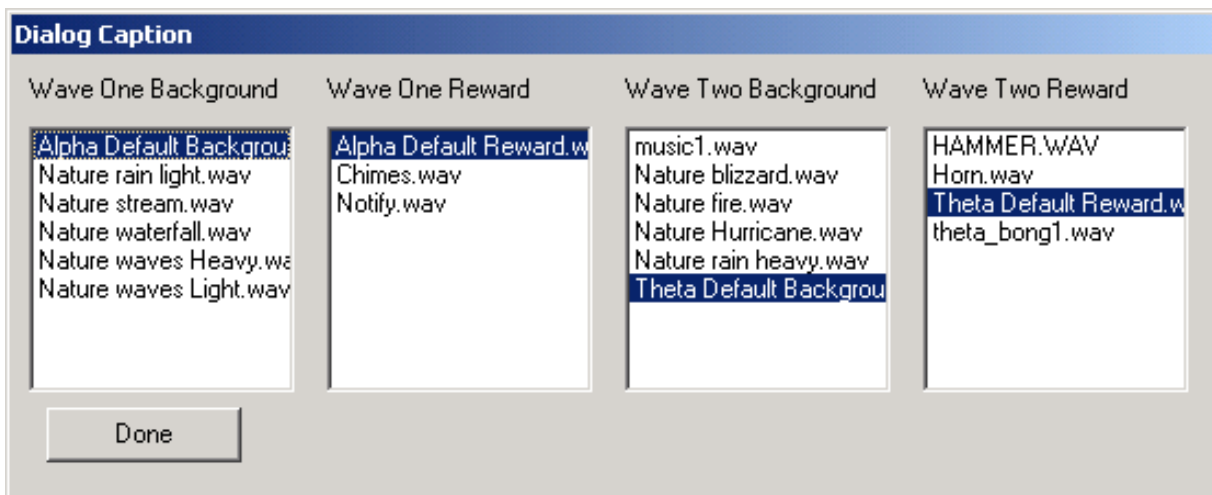 Dialog Caption
Wave One Background
Alpha Default Backgrou
Nature rain light.wav
Nature stream.wav
Nature waterfall.wav
Nature waves Heavy.wa
Nature waves Light.wav
Wave One Reward
Alpha Default Reward.w
Chimes.wav
Notify.wav
Wave Two Background
music1.wav
Nature blizzard.wav
Nature fire.wav
Nature Hurricane.wav
Nature rain heavy.wav
Theta Default Backgrou
Wave Two Reward
HAMMER.WAV
Horn.wav
Theta Default Reward.w
theta_bong1.wav
Done